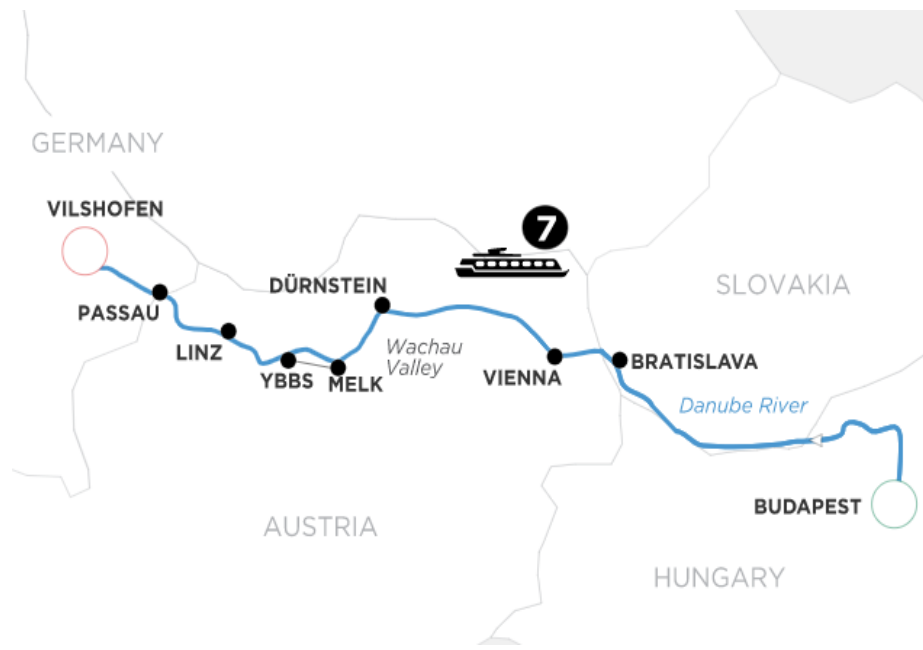 GERMANY
VILSHOFEN
7
DÜRNSTEIN
SLOVAKIA
PASSAU
LINZ
Wachau
Valley
YBBS
MELK
VIENNA
BRATISLAVA
Danube River
BUDAPEST
AUSTRIA
HUNGARY